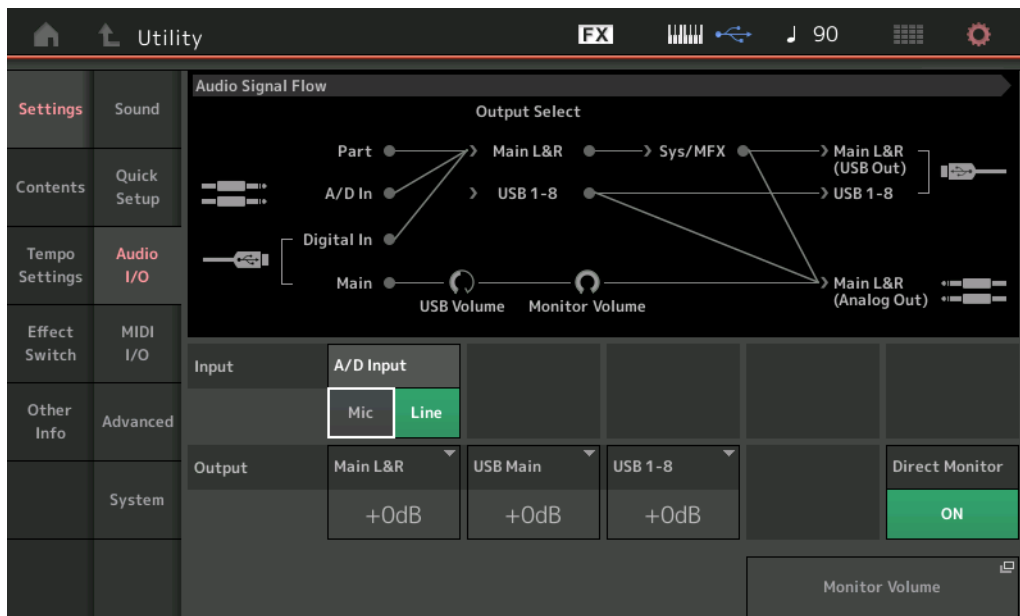 Utility
FX
♩ 90
Settings
Contents
Tempo
Settings
Effect
Switch
Other
Info
Sound
Quick
Setup
Audio
I/O
MIDI
I/O
Advanced
System
Audio Signal Flow
Output Select
Part
Main L&R
Sys/MFX
Main L&R
(USB Out)
A/D In
USB 1-8
USB 1-8
Digital In
Main
USB Volume
Monitor Volume
Main L&R
(Analog Out)
Input
A/D Input
Mic
Line
Output
Main L&R
+0dB
USB Main
+0dB
USB 1-8
+0dB
Direct Monitor
ON
Monitor Volume